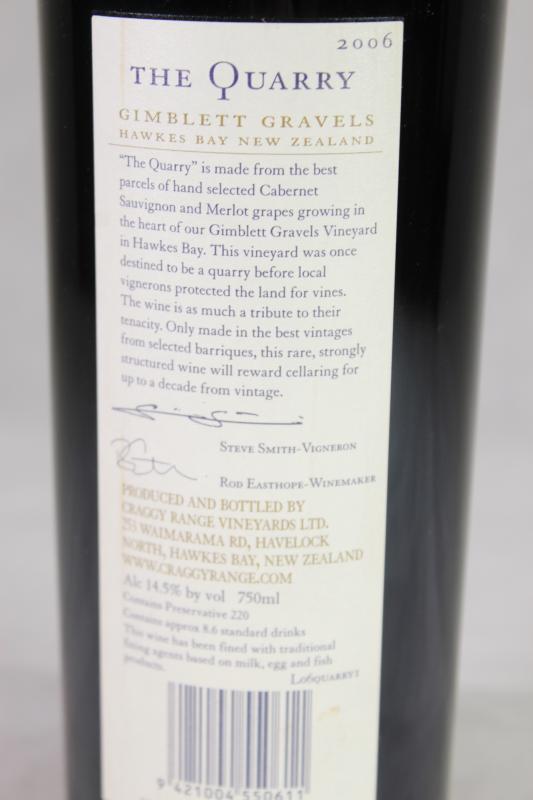 2006
THE QUARRY
GIMBLETT GRAVELS
HAWKES BAY NEW ZEALAND
"The Quarry" is made from the best
parcels of hand selected Cabernet
Sauvignon and Merlot grapes growing in
the heart of our Gimblett Gravels Vineyard
in Hawkes Bay. This vineyard was once
destined to be a quarry before local
vignerons protected the land for vines.
The wine is as much a tribute to their
tenacity. Only made in the best vintages
from selected barriques, this rare, strongly
structured wine will reward cellaring for
up to a decade from vintage.
STEVE SMITH-VIGNERON
ROD EASTHOPE-WINEMAKER
PRODUCED AND BOTTLED BY
CRAGGY RANGE VINEYARDS LTD.
253 WAIMARAMA RD, HAVELOCK
NORTH, HAWKES BAY, NEW ZEALAND
WWW.CRAGGYRANGE.COM
Alc 14.5% by vol 750ml
Contains Preservative 220
Contains approx 8.6 standard drinks
This wine has been fined with traditional
fining agents based on milk, egg and fish
products.
L06QUARRY1
9 421004 550611